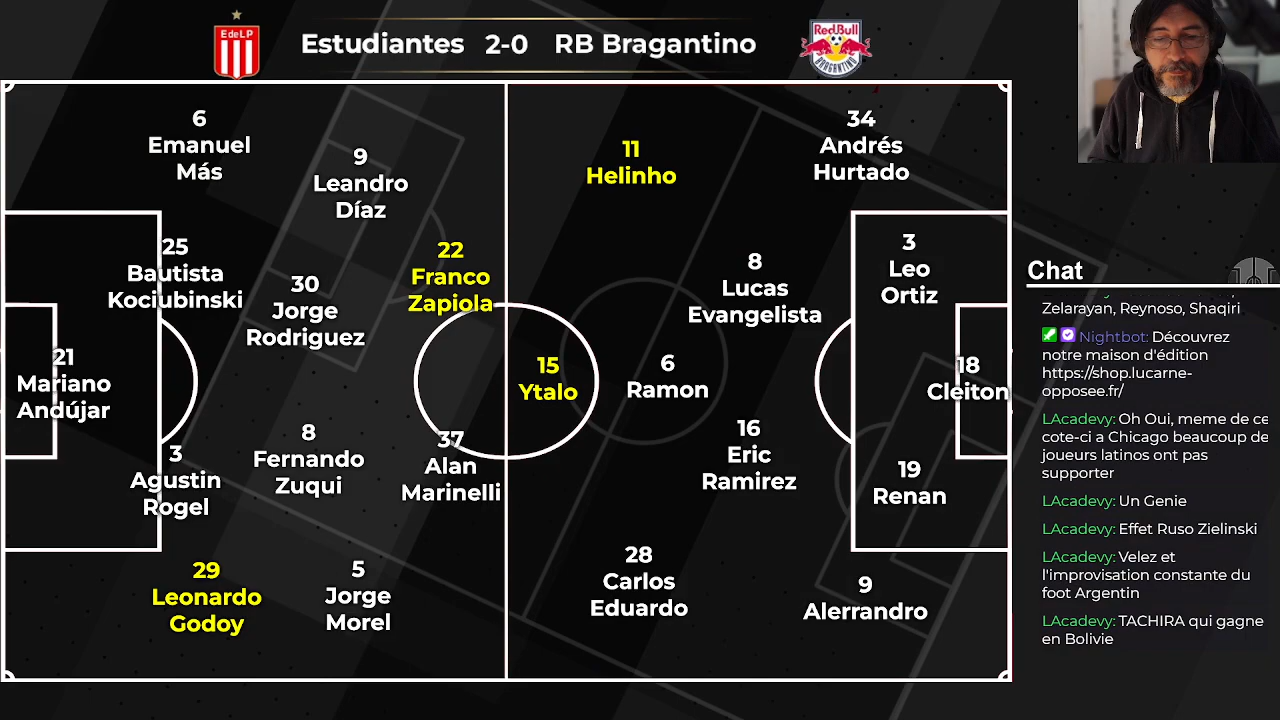 EdeLP
Estudiantes 2-0 RB Bragantino
RedBull
BRAGANTINO
6
Emanuel
Más
9
Leandro
Díaz
25
Bautista
Kociubinski
30
Jorge
Rodriguez
22
Franco
Zapiola
21
Mariano
Andújar
3
Agustin
Rogel
8
Fernando
Zuqui
37
Alan
Marinelli
29
Leonardo
Godoy
5
Jorge
Morel
11
Helinho
34
Andrés
Hurtado
8
Lucas
Evangelista
3
Leo
Ortiz
15
Ytalo
6
Ramon
18
Cleiton
16
Eric
Ramirez
19
Renan
28
Carlos
Eduardo
9
Alerrandro
Chat
Zelarayan, Reynoso, Shaqiri
Nightbot: Découvrez
notre maison d'édition
https://shop.lucarne-
opposee.fr/
LAcadevy: Oh Oui, meme de ce
cote-ci a Chicago beaucoup de
joueurs latinos ont pas
supporter
LAcadevy: Un Genie
LAcadevy: Effet Ruso Zielinski
LAcadevy: Velez et
l'improvisation constante du
foot Argentin
LAcadevy: TACHIRA qui gagne
en Bolivie